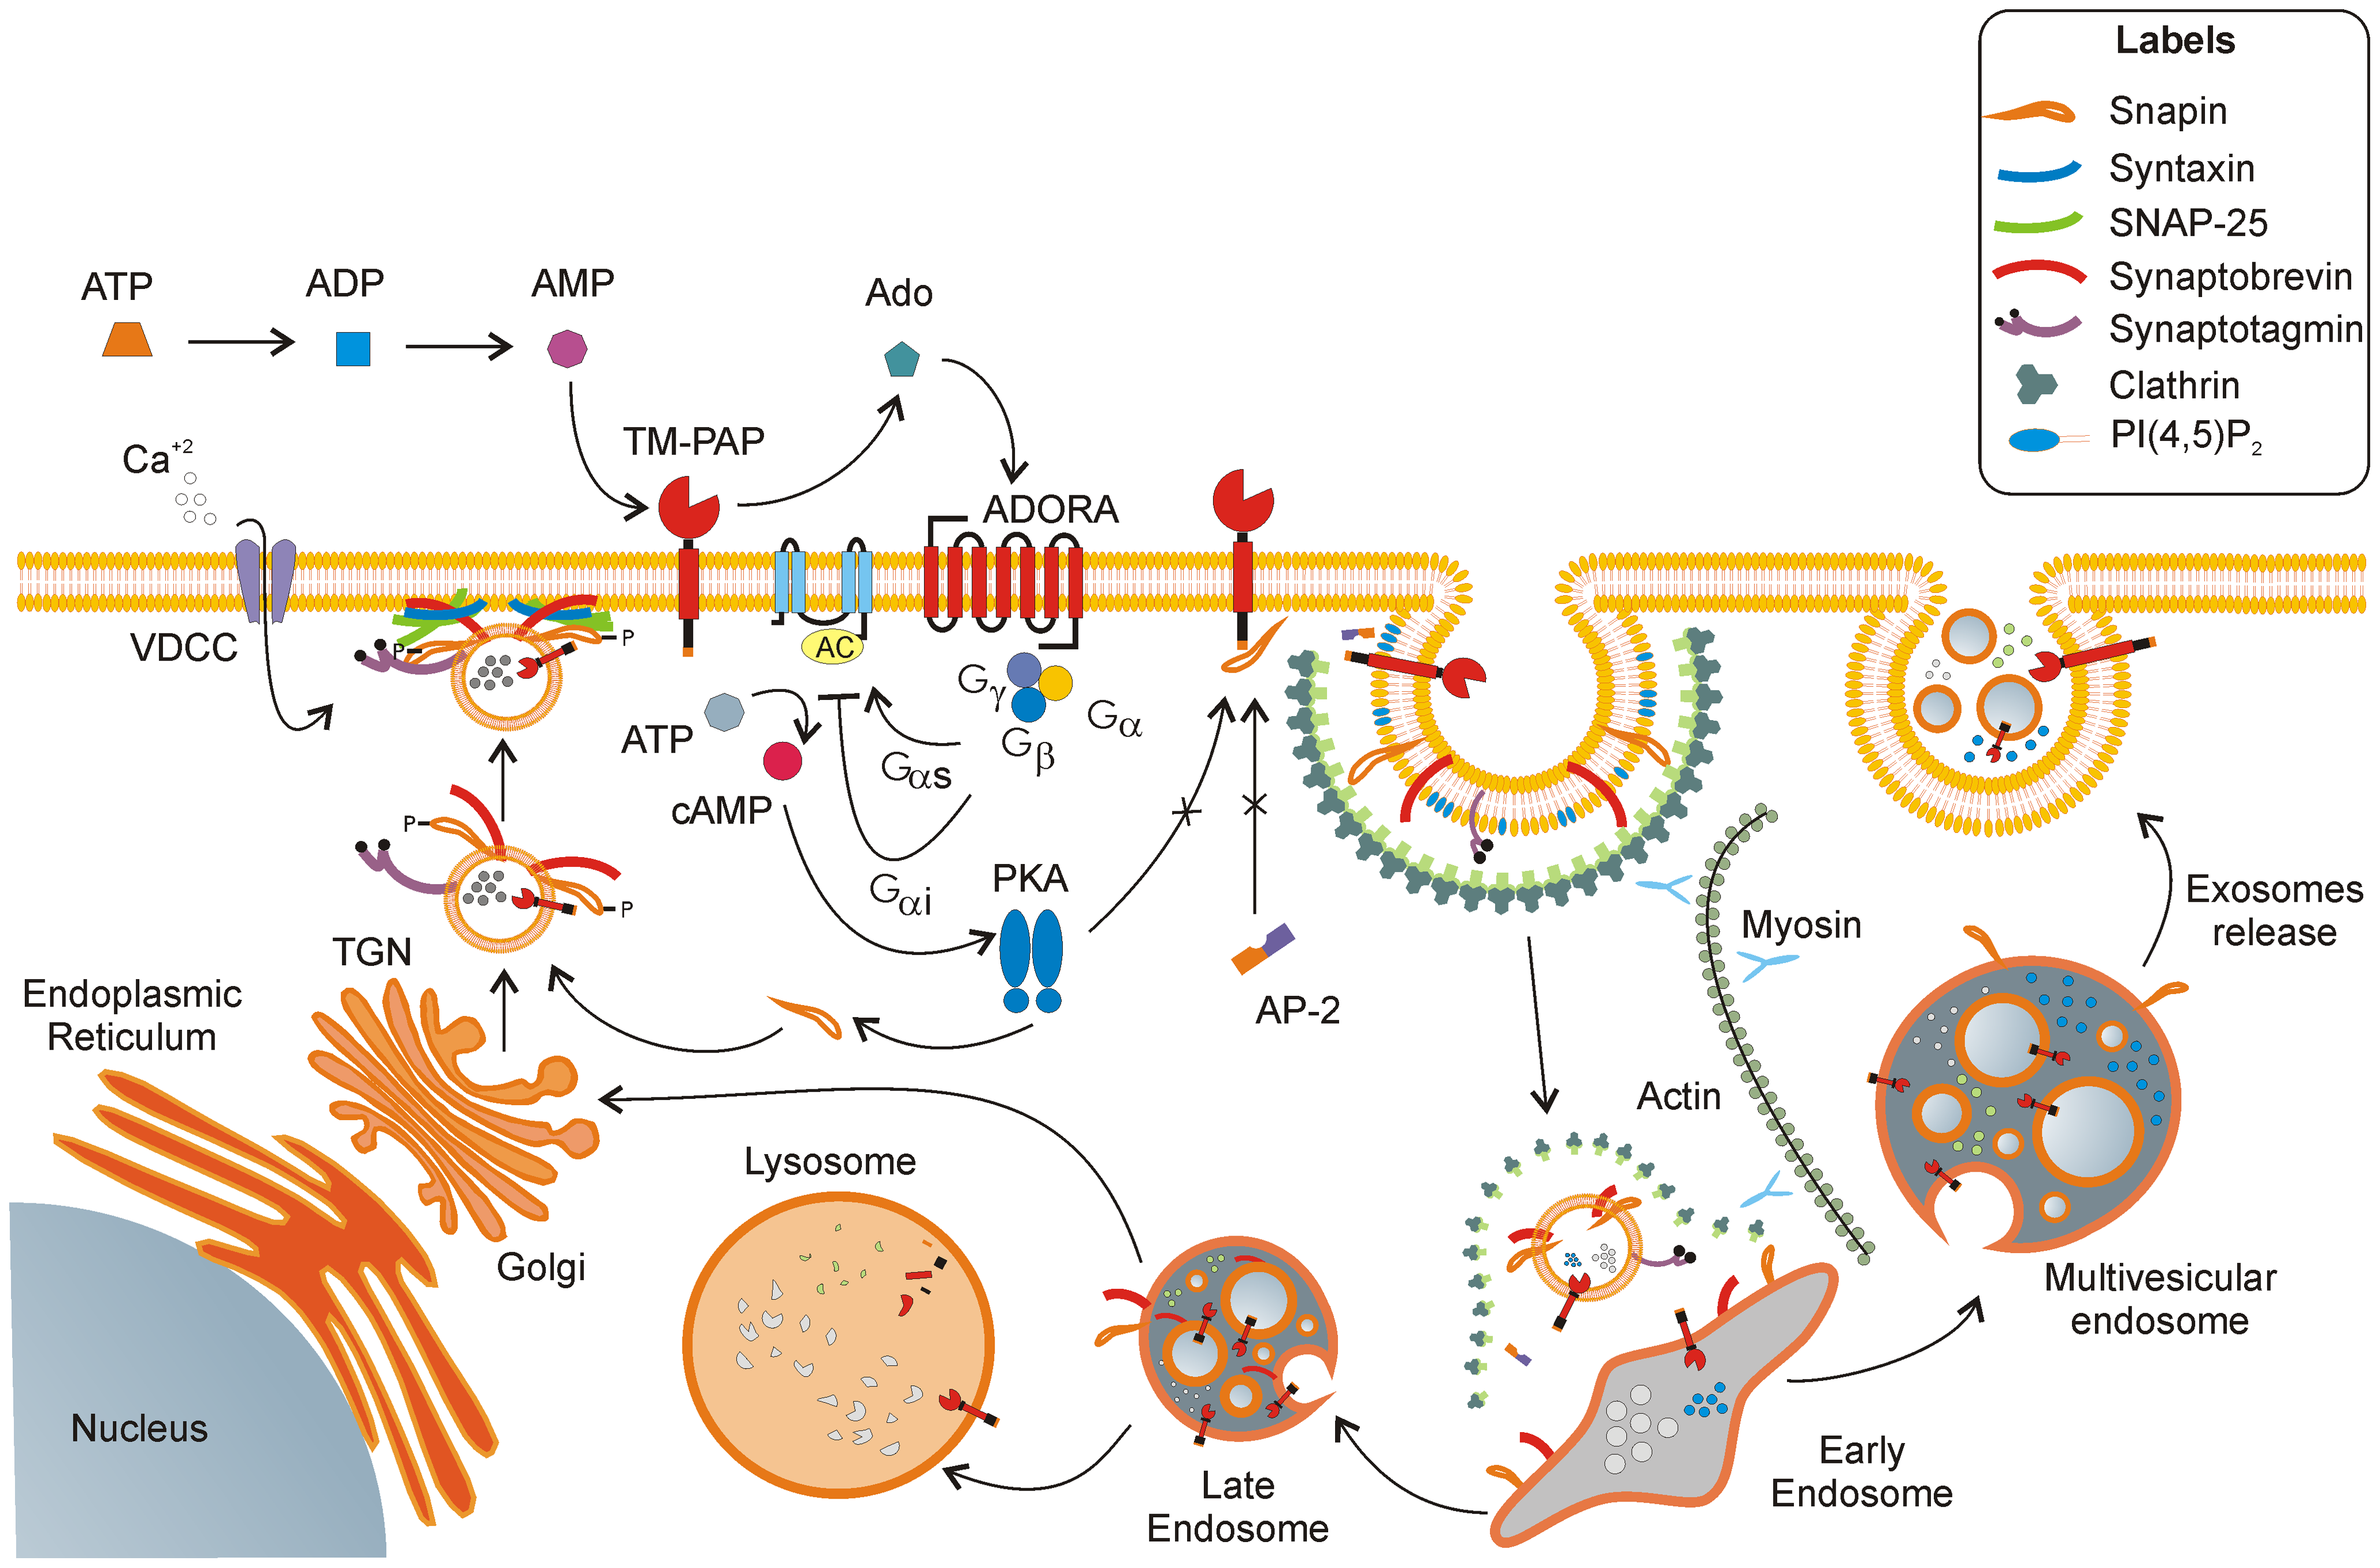 Labels
Snapin
Syntaxin
SNAP-25
Synaptobrevin
Synaptotagmin
Clathrin
PI(4,5)P₂
ATP
ADP
AMP
Ado
TM-PAP
Ca⁺²
ADORA
VDCC
P
P
AC
Gγ
Gα
Gβ
ATP
Gαs
cAMP
P
P
Gαi
PKA
Myosin
Exosomes
release
TGN
Endoplasmic
Reticulum
AP-2
Actin
Lysosome
Golgi
Multivesicular
endosome
Nucleus
Early
Endosome
Late
Endosome